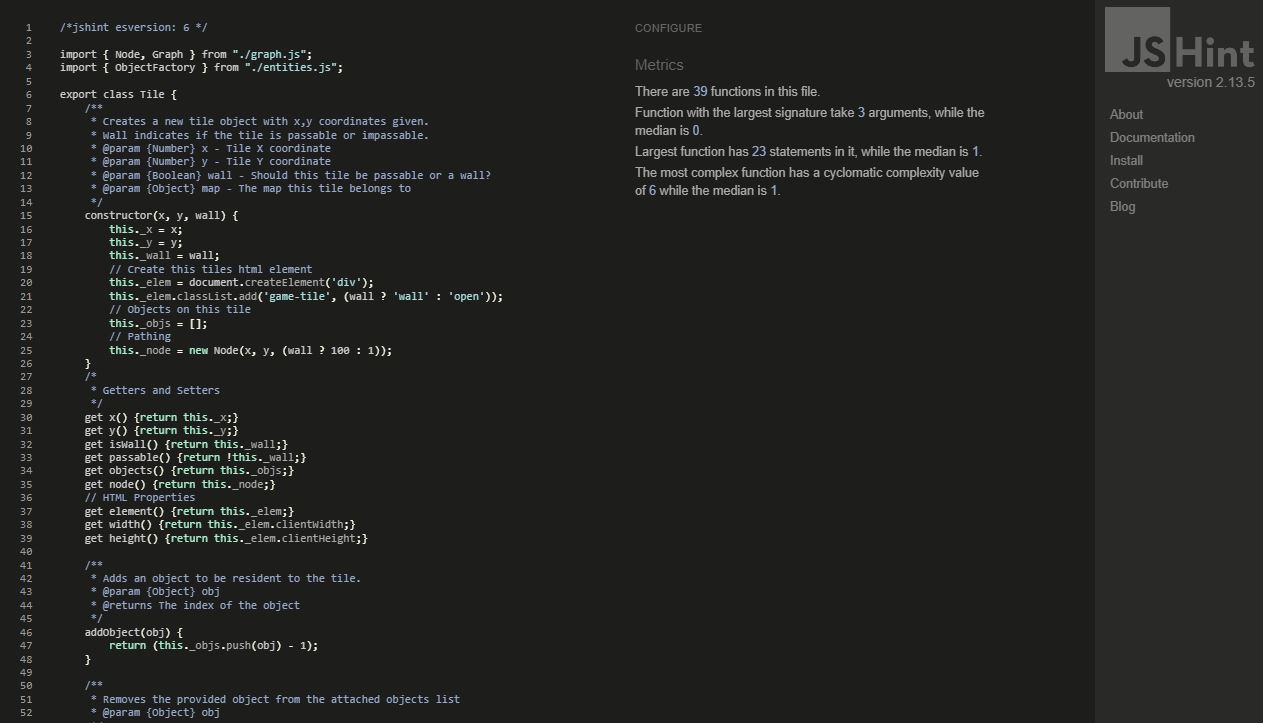 1 /*jshint esversion: 6 */
2
3 import { Node, Graph } from "./graph.js";
4 import { ObjectFactory } from "./entities.js";
5
6 export class Tile {
7 /**
8 * Creates a new tile object with x,y coordinates given.
9 * Wall indicates if the tile is passable or impassable.
10 * @param {Number} x - Tile X coordinate
11 * @param {Number} y - Tile Y coordinate
12 * @param {Boolean} wall - Should this tile be passable or a wall?
13 * @param {Object} map - The map this tile belongs to
14 */
15 constructor(x, y, wall) {
16 this._x = x;
17 this._y = y;
18 this._wall = wall;
19 // Create this tiles html element
20 this._elem = document.createElement('div');
21 this._elem.classList.add('game-tile', (wall ? 'wall' : 'open'));
22 // Objects on this tile
23 this._objs = [];
24 // Pathing
25 this._node = new Node(x, y, (wall ? 100 : 1));
26 }
27 /*
28 * Getters and Setters
29 */
30 get x() {return this._x;}
31 get y() {return this._y;}
32 get isWall() {return this._wall;}
33 get passable() {return !this._wall;}
34 get objects() {return this._objs;}
35 get node() {return this._node;}
36 // HTML Properties
37 get element() {return this._elem;}
38 get width() {return this._elem.clientWidth;}
39 get height() {return this._elem.clientHeight;}
40
41 /**
42 * Adds an object to be resident to the tile.
43 * @param {Object} obj
44 * @returns The index of the object
45 */
46 addObject(obj) {
47 return (this._objs.push(obj) - 1);
48 }
49
50 /**
51 * Removes the provided object from the attached objects list
52 * @param {Object} obj
CONFIGURE
Metrics
There are 39 functions in this file.
Function with the largest signature take 3 arguments, while the
median is 0.
Largest function has 23 statements in it, while the median is 1.
The most complex function has a cyclomatic complexity value
of 6 while the median is 1.
JSHint
version 2.13.5
About
Documentation
Install
Contribute
Blog